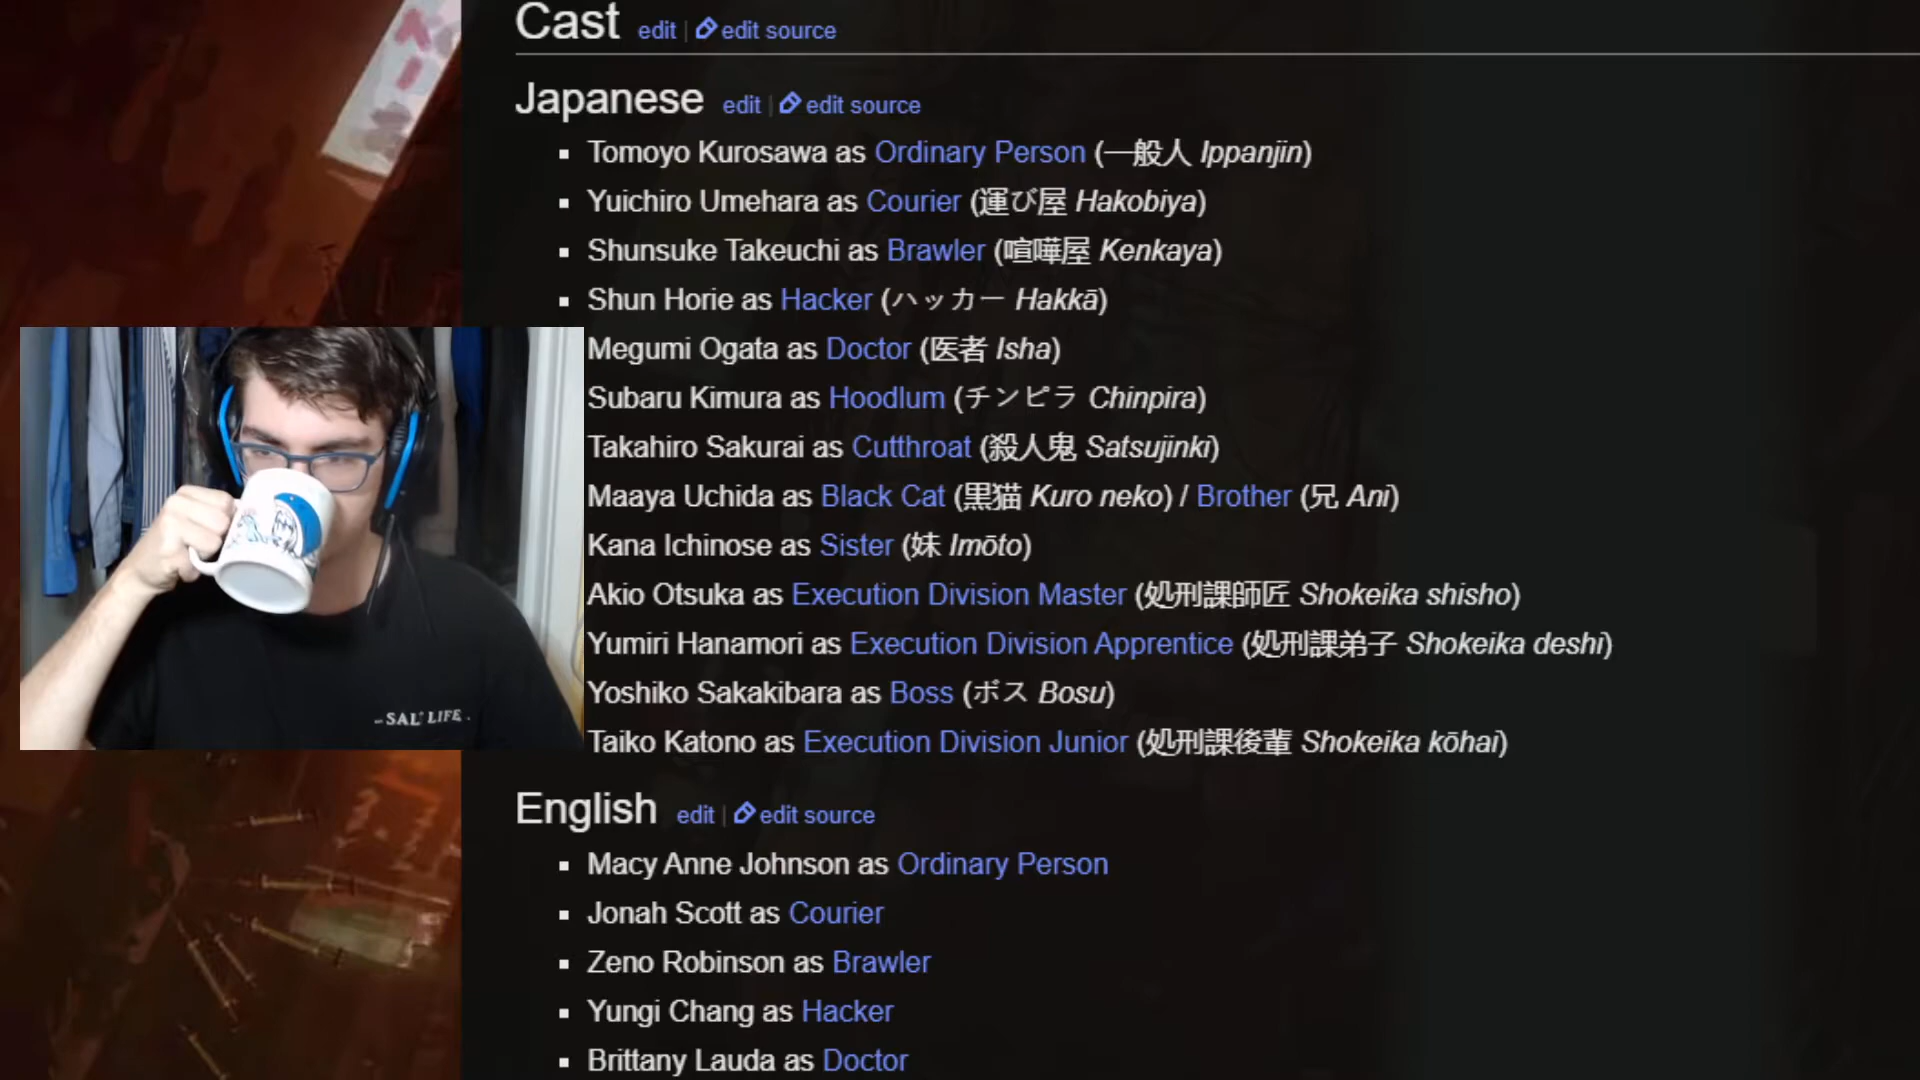 Cast edit | edit source
Japanese edit | edit source
Tomoyo Kurosawa as Ordinary Person (一般人 Ippanjin)
Yuichiro Umehara as Courier (運び屋 Hakobiya)
Shunsuke Takeuchi as Brawler (喧嘩屋 Kenkaya)
Shun Horie as Hacker (ハッカー Hakkā)
Megumi Ogata as Doctor (医者 Isha)
Subaru Kimura as Hoodlum (チンピラ Chinpira)
Takahiro Sakurai as Cutthroat (殺人鬼 Satsujinki)
Maaya Uchida as Black Cat (黒猫 Kuro neko) / Brother (兄 Ani)
Kana Ichinose as Sister (妹 Imōto)
Akio Otsuka as Execution Division Master (処刑課師匠 Shokeika shisho)
Yumiri Hanamori as Execution Division Apprentice (処刑課弟子 Shokeika deshi)
Yoshiko Sakakibara as Boss (ボス Bosu)
Taiko Katono as Execution Division Junior (処刑課後輩 Shokeika kōhai)
SAL LIFE
English edit | edit source
Macy Anne Johnson as Ordinary Person
Jonah Scott as Courier
Zeno Robinson as Brawler
Yungi Chang as Hacker
Brittany Lauda as Doctor